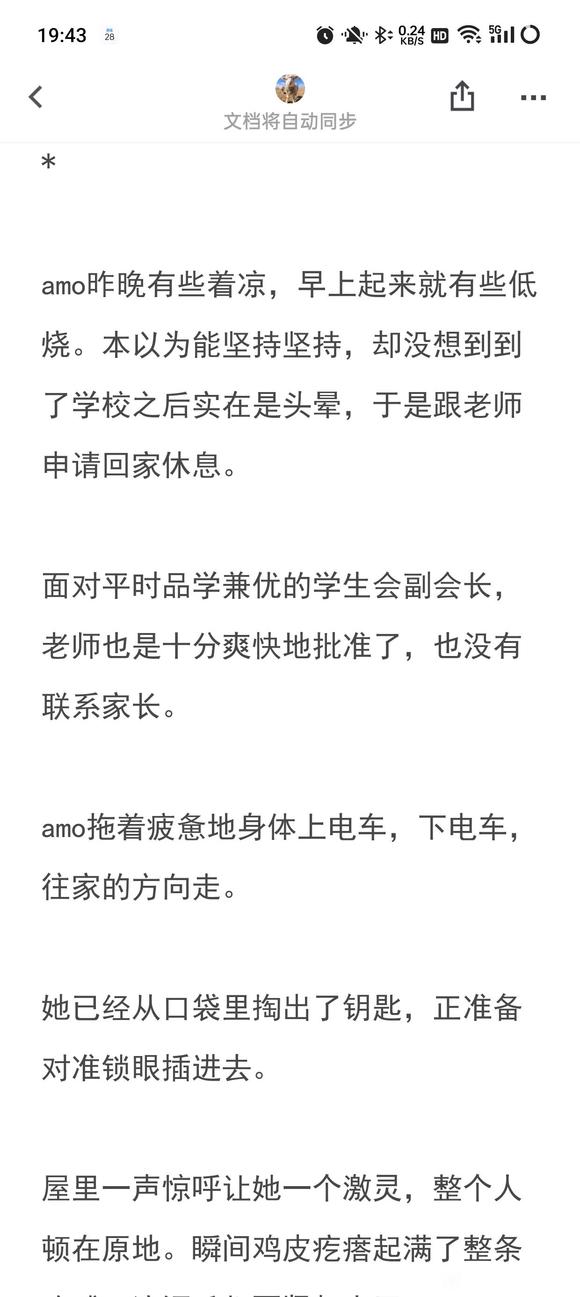 19:43
28
0.24
KB/S
HD
5G
文档将自动同步
*
amo昨晚有些着凉，早上起来就有些低
烧。本以为能坚持坚持，却没想到到
了学校之后实在是头晕，于是跟老师
申请回家休息。
面对平时品学兼优的学生会副会长，
老师也是十分爽快地批准了，也没有
联系家长。
amo拖着疲惫地身体上电车，下电车，
往家的方向走。
她已经从口袋里掏出了钥匙，正准备
对准锁眼插进去。
屋里一声惊呼让她一个激灵，整个人
顿在原地。瞬间鸡皮疙瘩起满了整条